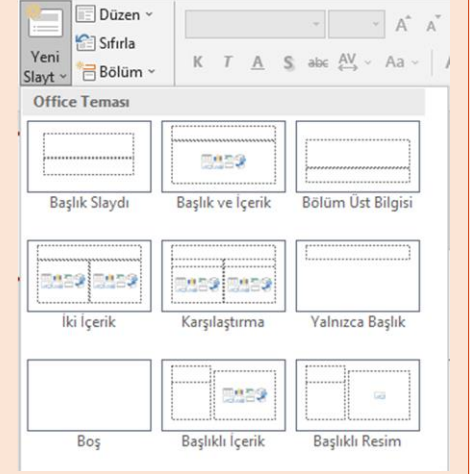 Düzen
Sıfırla
Yeni
Slayt
Bölüm
K T A S abc AV Aa
A A
Office Teması
Başlık Slaydı
Başlık ve İçerik
Bölüm Üst Bilgisi
İki İçerik
Karşılaştırma
Yalnızca Başlık
Boş
Başlıklı İçerik
Başlıklı Resim